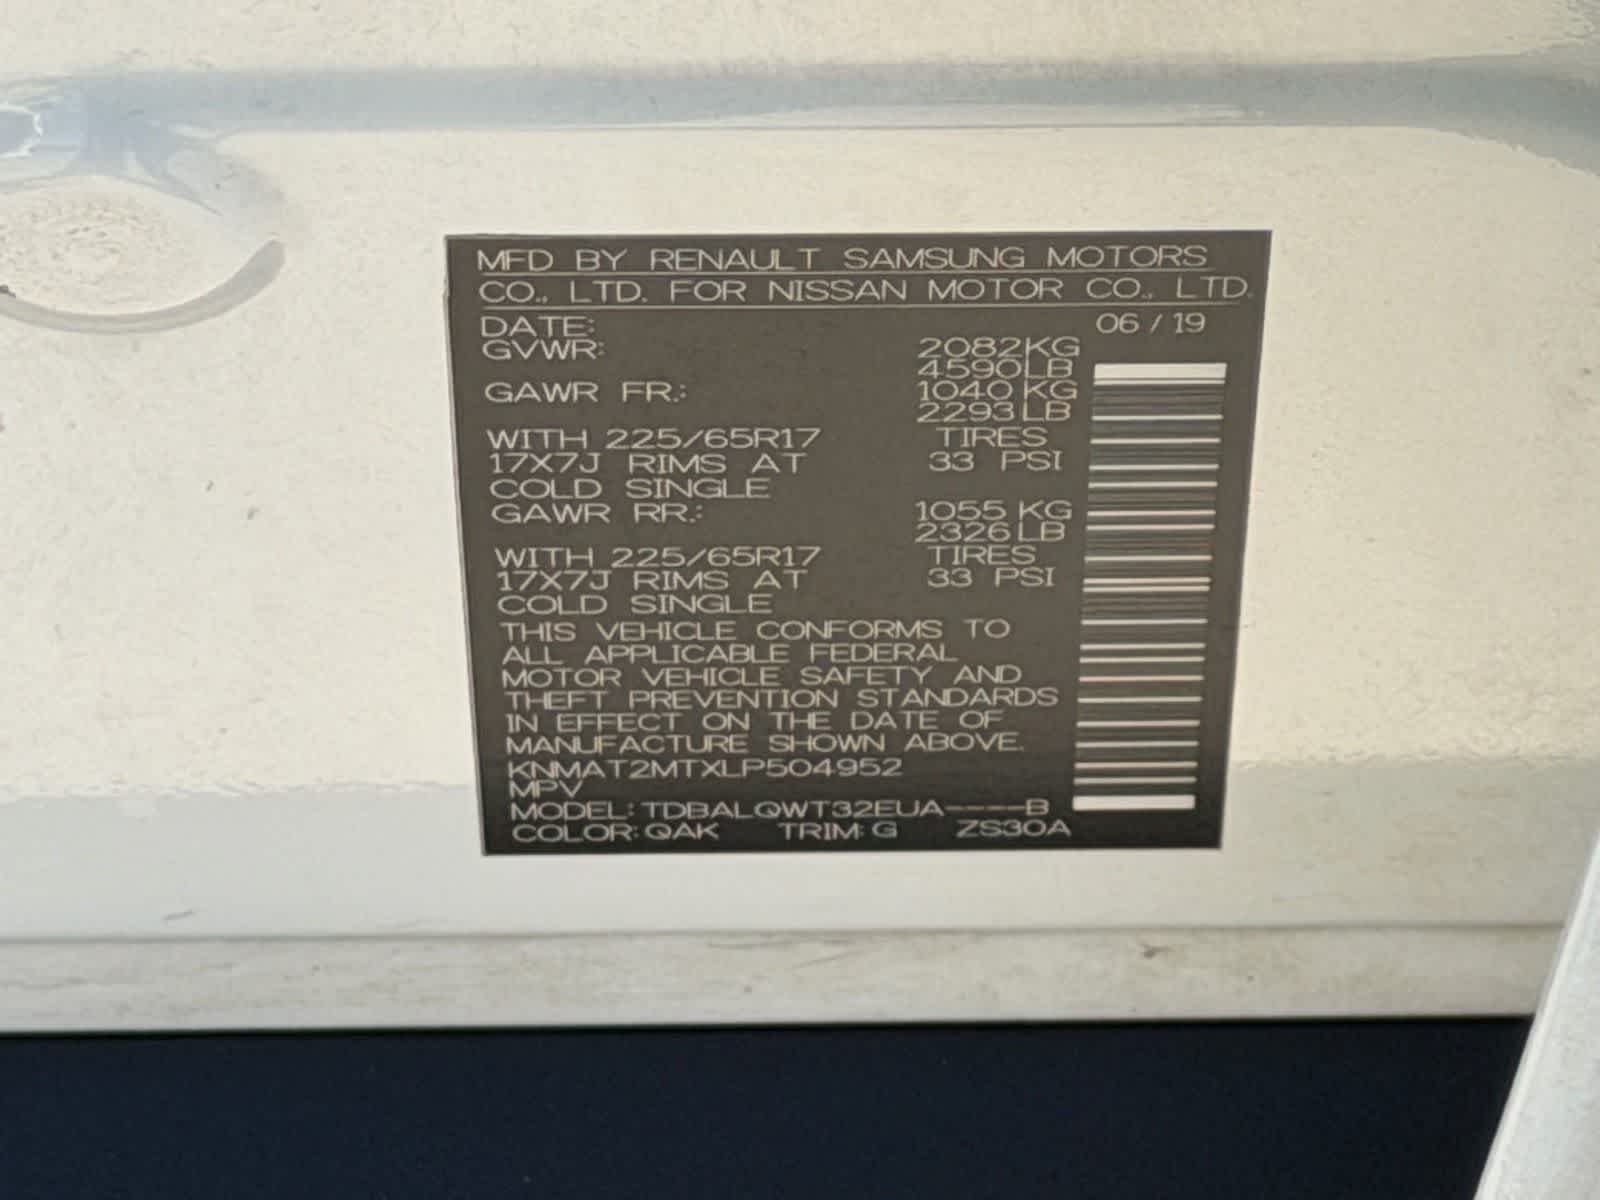 MFD BY RENAULT SAMSUNG MOTORS
CO., LTD. FOR NISSAN MOTOR CO., LTD.
DATE: 06 / 19
GVWR: 2082KG
4590LB
GAWR FR.: 1040 KG
2293LB
WITH 225/65R17 TIRES
17X7J RIMS AT 33 PSI
COLD SINGLE
GAWR RR.: 1055 KG
2326LB
WITH 225/65R17 TIRES
17X7J RIMS AT 33 PSI
COLD SINGLE
THIS VEHICLE CONFORMS TO
ALL APPLICABLE FEDERAL
MOTOR VEHICLE SAFETY AND
THEFT PREVENTION STANDARDS
IN EFFECT ON THE DATE OF
MANUFACTURE SHOWN ABOVE.
KNMAT2MTXLP504952
MPV
MODEL: TDBALQWT32EUA----B
COLOR: QAK TRIM: G ZS30A